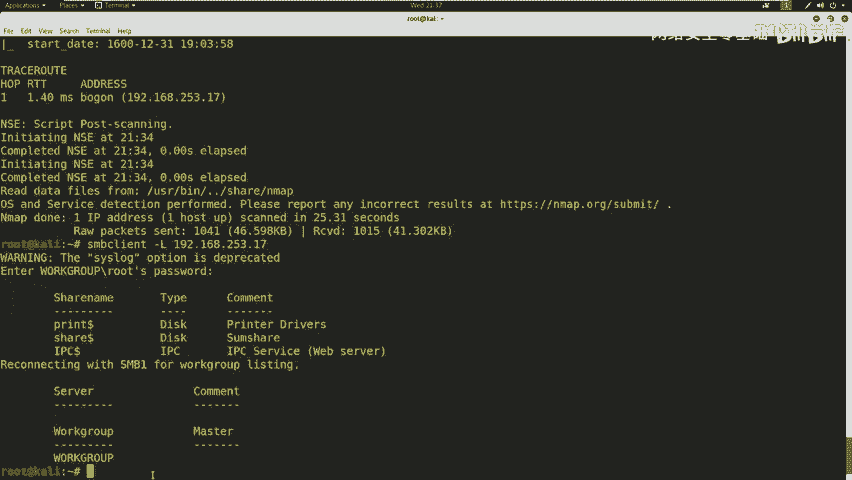 Applications Places Terminal Wed 21:37 1
root@kali: ~
File Edit View Search Terminal Help
|_  start_date: 1600-12-31 19:03:58
TRACEROUTE
HOP RTT     ADDRESS
1   1.40 ms bogon (192.168.253.17)
NSE: Script Post-scanning.
Initiating NSE at 21:34
Completed NSE at 21:34, 0.00s elapsed
Initiating NSE at 21:34
Completed NSE at 21:34, 0.00s elapsed
Read data files from: /usr/bin/../share/nmap
OS and Service detection performed. Please report any incorrect results at https://nmap.org/submit/ .
Nmap done: 1 IP address (1 host up) scanned in 25.31 seconds
Raw packets sent: 1041 (46.598KB) | Rcvd: 1015 (41.302KB)
root@kali:~# smbclient -L 192.168.253.17
WARNING: The "syslog" option is deprecated
Enter WORKGROUP\root's password:
Sharename       Type      Comment
---------       ----      -------
print$          Disk      Printer Drivers
share$          Disk      Sumshare
IPC$            IPC       IPC Service (Web server)
Reconnecting with SMB1 for workgroup listing.
Server               Comment
---------            -------
Workgroup            Master
---------            -------
WORKGROUP
root@kali:~#